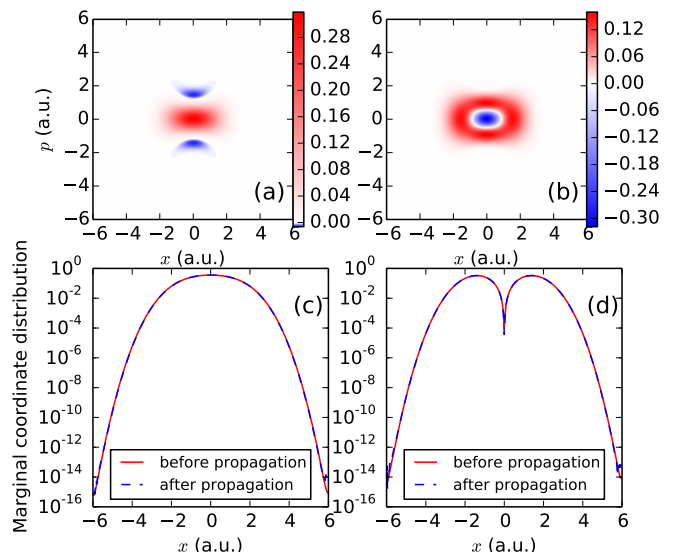 6
4
2
0
−2
−4
−6
p (a.u.)
−6 −4 −2 0 2 4 6
x (a.u.)
(a)
0.28
0.24
0.20
0.16
0.12
0.08
0.04
0.00
6
4
2
0
−2
−4
−6
−6 −4 −2 0 2 4 6
x (a.u.)
(b)
0.12
0.06
0.00
−0.06
−0.12
−0.18
−0.24
−0.30
Marginal coordinate distribution
10^0
10^-2
10^-4
10^-6
10^-8
10^-10
10^-12
10^-14
10^-16
(c)
before propagation
after propagation
−6 −4 −2 0 2 4 6
x (a.u.)
10^0
10^-2
10^-4
10^-6
10^-8
10^-10
10^-12
10^-14
10^-16
(d)
before propagation
after propagation
−6 −4 −2 0 2 4 6
x (a.u.)